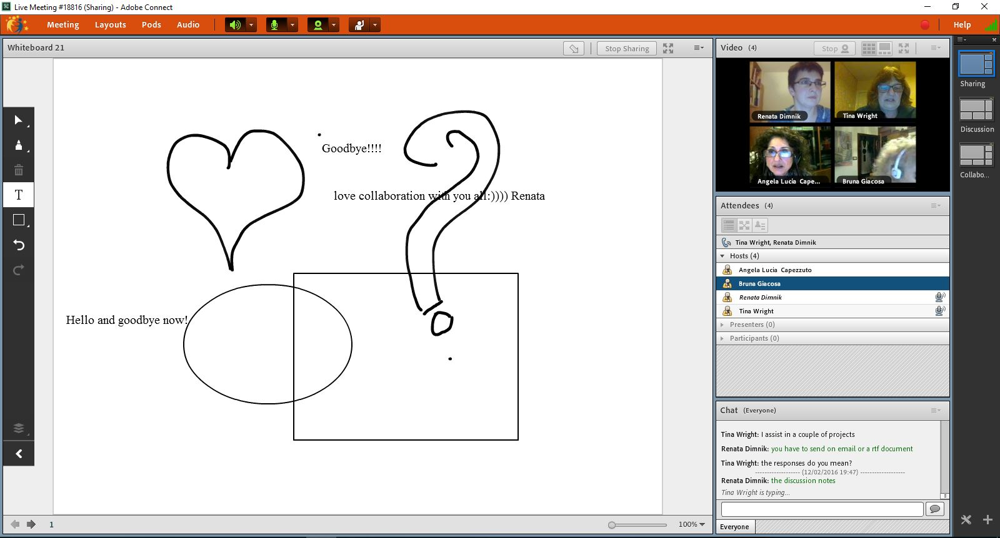 Live Meeting #18816 (Sharing) - Adobe Connect
Meeting Layouts Pods Audio Help
Whiteboard 21 Stop Sharing
T
Goodbye!!!!
love collaboration with you all:)))) Renata
Hello and goodbye now!
1 100%
Video (4) Stop
Renata Dimnik Tina Wright
Angela Lucia Cape... Bruna Giacosa
Attendees (4)
Tina Wright, Renata Dimnik
Hosts (4)
Angela Lucia Capezzuto
Bruna Giacosa
Renata Dimnik
Tina Wright
Presenters (0)
Participants (0)
Chat (Everyone)
Tina Wright: I assist in a couple of projects
Renata Dimnik: you have to send on email or a rtf document
Tina Wright: the responses do you mean?
------------------- (12/02/2016 19:47) -------------------
Renata Dimnik: the discussion notes
Tina Wright is typing...
Everyone
Sharing
Discussion
Collabo...